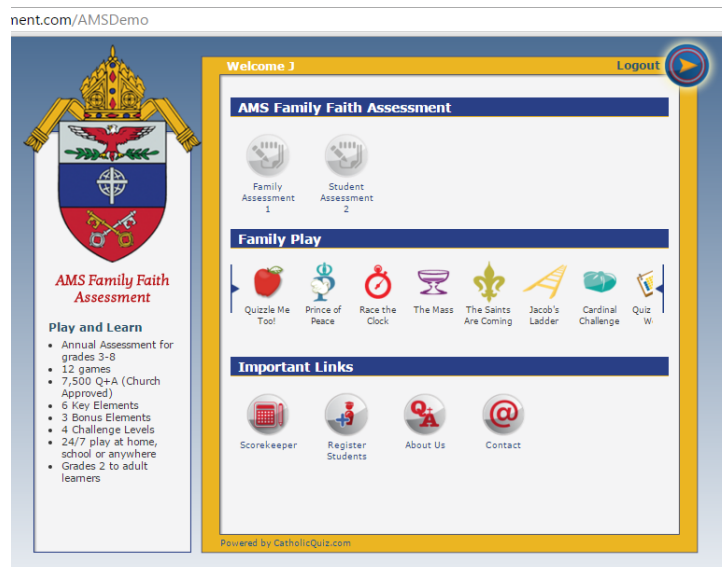 ment.com/AMSDemo
Welcome J
Logout
AMS Family Faith Assessment
Family
Assessment
1
Student
Assessment
2
Family Play
Quizzle Me
Too!
Prince of
Peace
Race the
Clock
The Mass
The Saints
Are Coming
Jacob's
Ladder
Cardinal
Challenge
Quiz
W
Important Links
Scorekeeper
Register
Students
Q+A
About Us
@
Contact
Powered by CatholicQuiz.com
AMS Family Faith
Assessment
Play and Learn
• Annual Assessment for
grades 3-8
• 12 games
• 7,500 Q+A (Church
Approved)
• 6 Key Elements
• 3 Bonus Elements
• 4 Challenge Levels
• 24/7 play at home,
school or anywhere
• Grades 2 to adult
learners